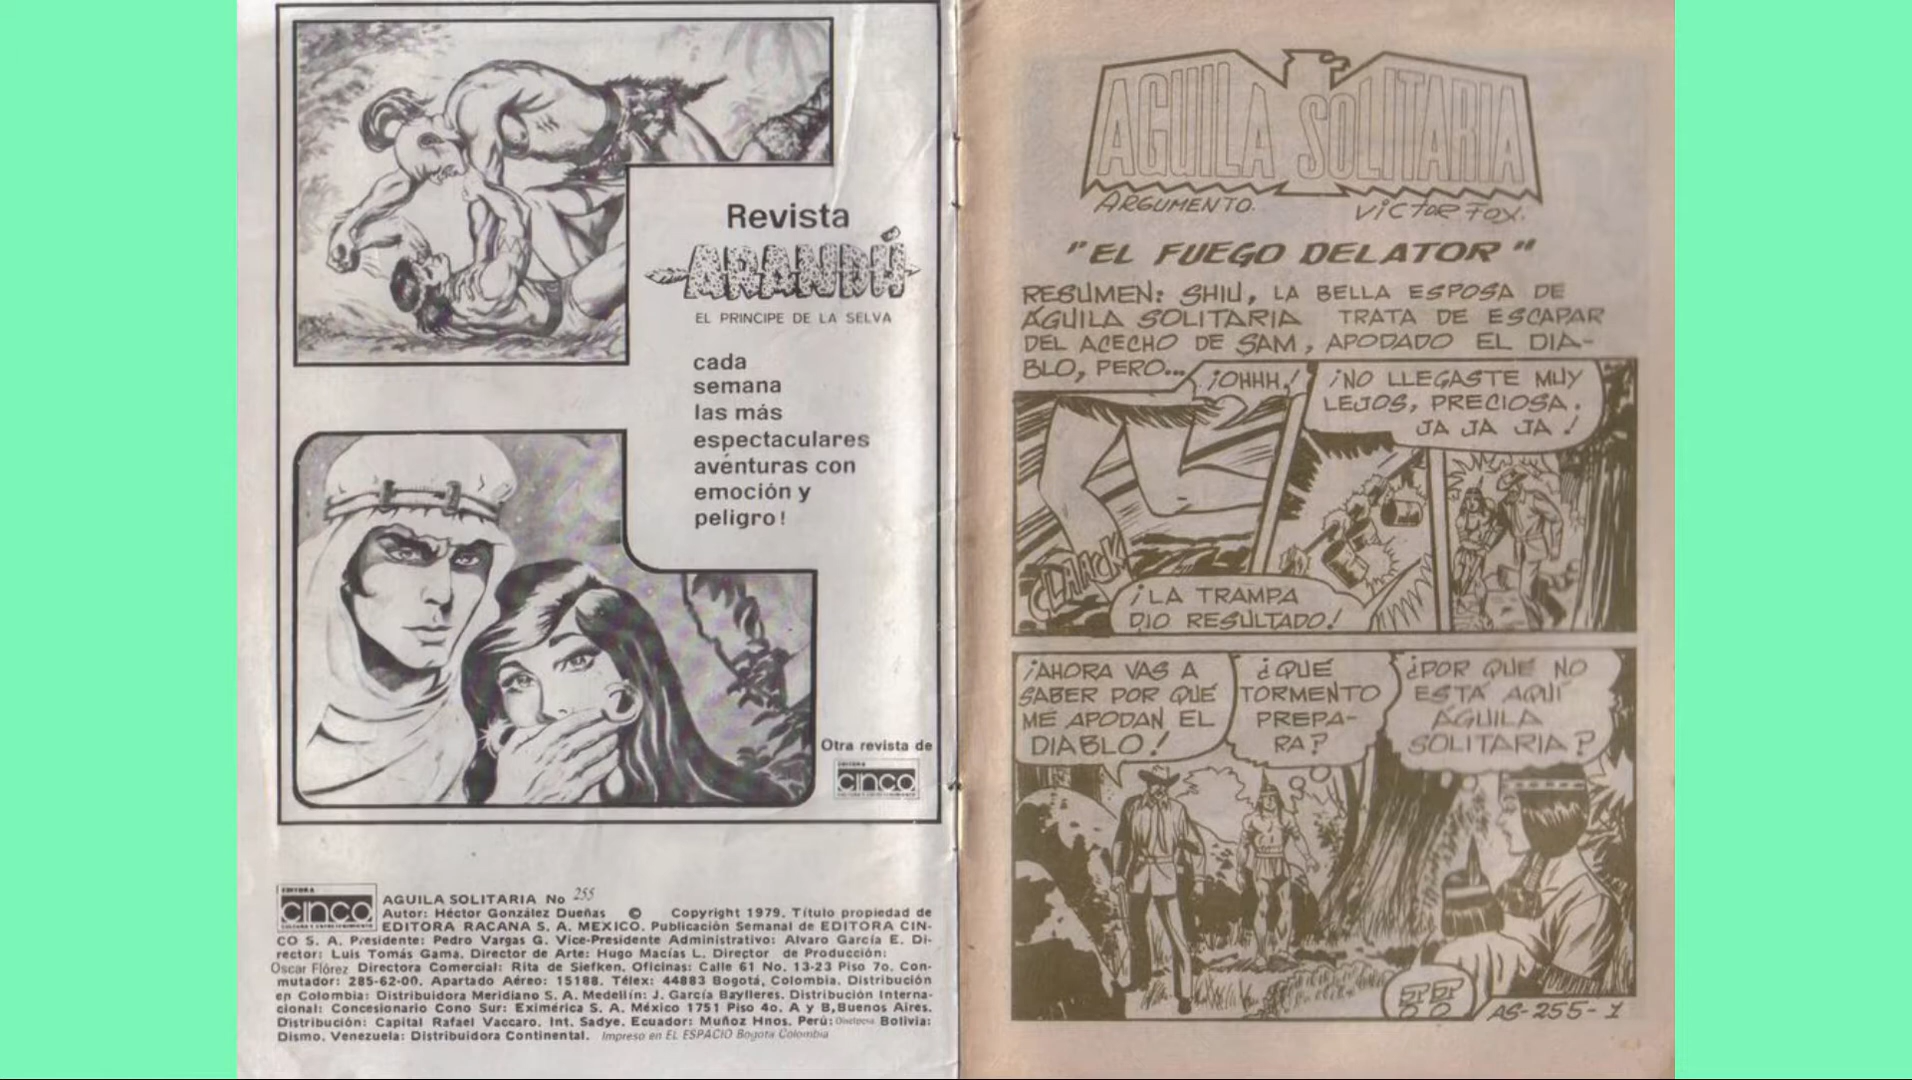 Revista
ARANDÚ
EL PRINCIPE DE LA SELVA
cada
semana
las más
espectaculares
aventuras con
emoción y
peligro!
Otra revista de
EDITORA
CINCO
CULTURA Y ENTRETENIMIENTO
EDITORA
CINCO
CULTURA Y ENTRETENIMIENTO
AGUILA SOLITARIA No 255
Autor: Héctor González Dueñas © Copyright 1979. Título propiedad de
EDITORA RACANA S. A. MEXICO. Publicación Semanal de EDITORA CIN-
CO S. A. Presidente: Pedro Vargas G. Vice-Presidente Administrativo: Alvaro García E. Di-
rector: Luis Tomás Gama. Director de Arte: Hugo Macías L. Director de Producción:
Oscar Flórez Directora Comercial: Rita de Siefken. Oficinas: Calle 61 No. 13-23 Piso 7o. Con-
mutador: 285-62-00. Apartado Aéreo: 15188. Télex: 44883 Bogotá, Colombia. Distribución
en Colombia: Distribuidora Meridiano S. A. Medellín: J. García Baylleres. Distribución Interna-
cional: Concesionario Cono Sur: Eximérica S. A. México 1751 Piso 4o. A y B, Buenos Aires.
Distribución: Capital Rafael Vaccaro. Int. Sadye. Ecuador: Muñoz Hnos. Perú: Bolivia:
Dismo. Venezuela: Distribuidora Continental. Impreso en EL ESPACIO Bogotá Colombia
AGUILA SOLITARIA
ARGUMENTO. VICTOR FOX.
"EL FUEGO DELATOR"
RESUMEN: SHIU, LA BELLA ESPOSA DE
ÁGUILA SOLITARIA TRATA DE ESCAPAR
DEL ACECHO DE SAM, APODADO EL DIA-
BLO, PERO...
¡OHHH!
¡NO LLEGASTE MUY
LEJOS, PRECIOSA.
JA JA JA!
CLAACK
¡LA TRAMPA
DIO RESULTADO!
¡AHORA VAS A
SABER POR QUÉ
ME APODAN EL
DIABLO!
¿QUÉ
TORMENTO
PREPA-
RA?
¿POR QUÉ NO
ESTÁ AQUÍ
ÁGUILA
SOLITARIA?
AS-255-1